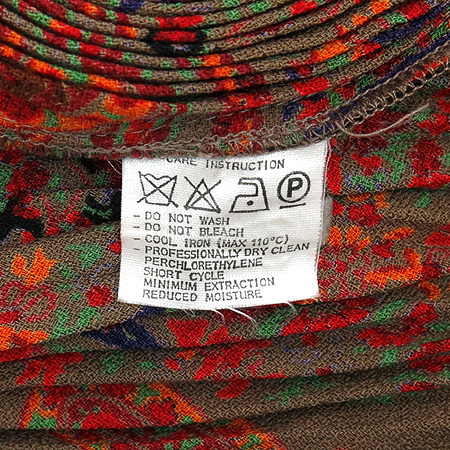 CARE INSTRUCTION
P
- DO NOT WASH
- DO NOT BLEACH
- COOL IRON (MAX 110°C)
- PROFESSIONALLY DRY CLEAN
PERCHLORETHYLENE
SHORT CYCLE
MINIMUM EXTRACTION
REDUCED MOISTURE